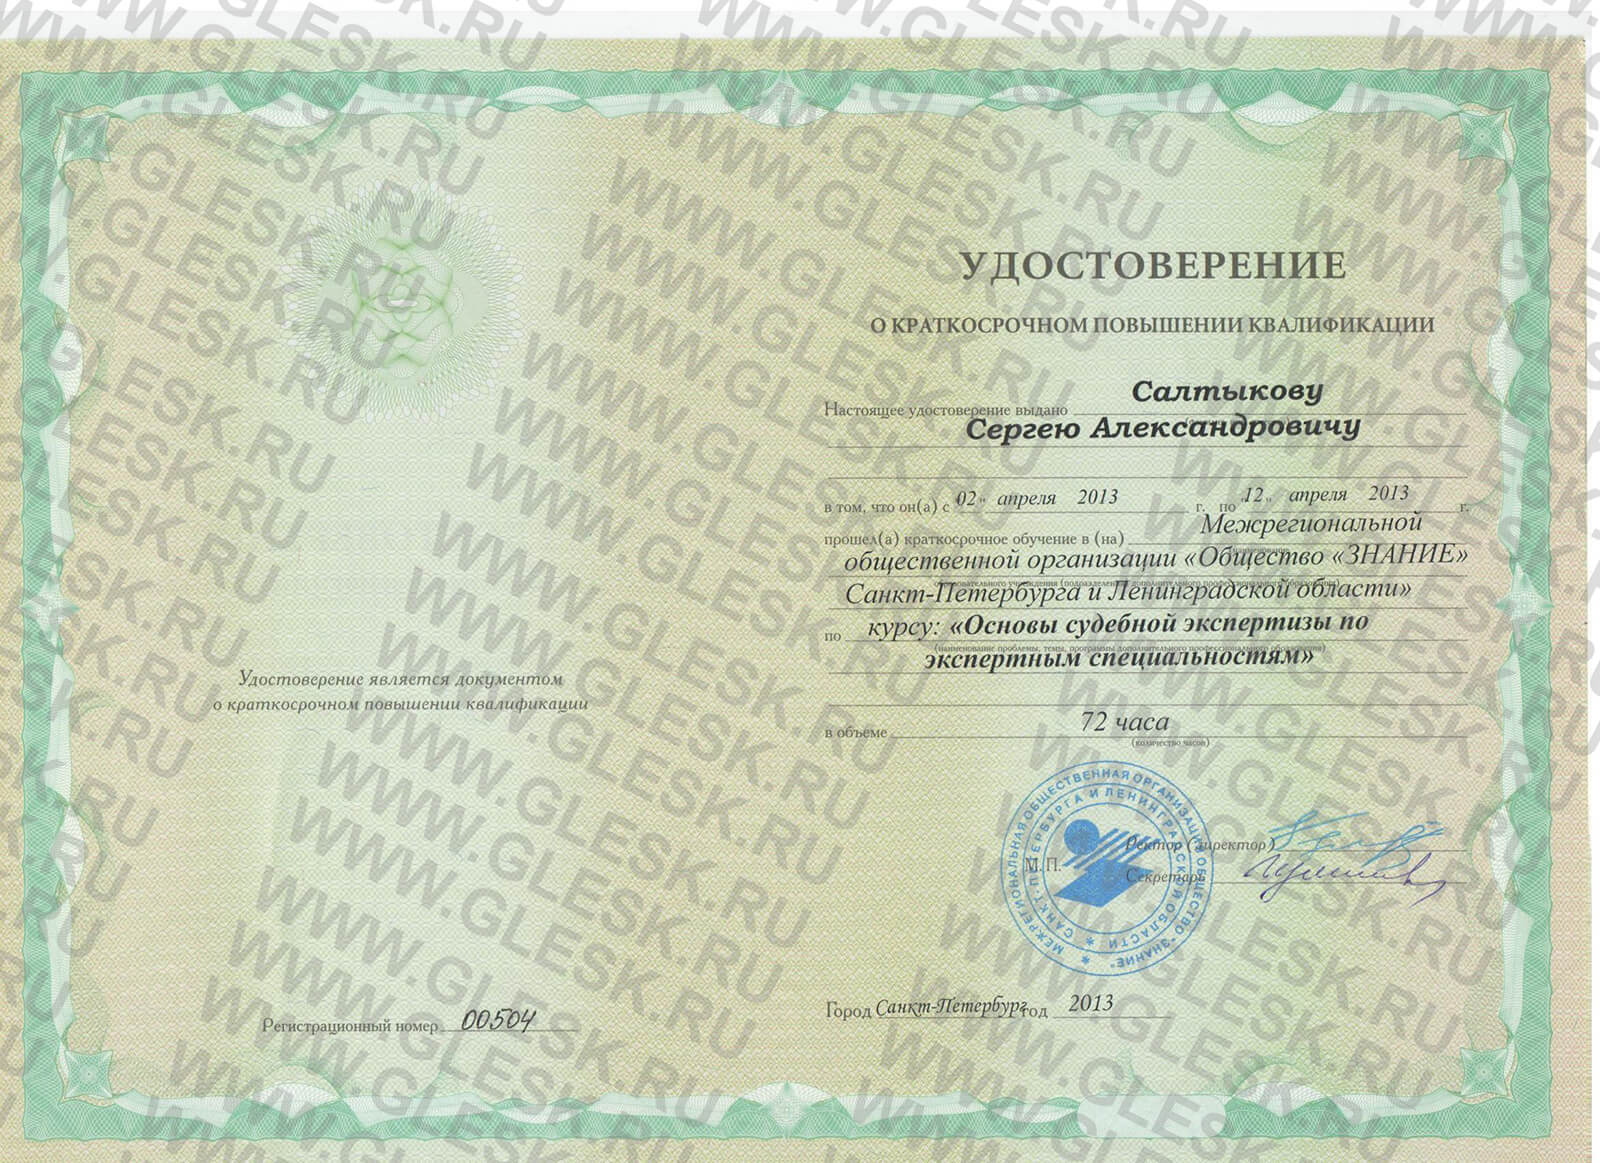 УДОСТОВЕРЕНИЕ
О КРАТКОСРОЧНОМ ПОВЫШЕНИИ КВАЛИФИКАЦИИ
Настоящее удостоверение выдано Салтыкову
Сергею Александровичу
в том, что он(а) с "02" апреля 2013 г. по "12" апреля 2013 г.
прошел(а) краткосрочное обучение в (на) Межрегиональной
общественной организации «Общество «ЗНАНИЕ»
образовательного учреждения (подразделения) дополнительного профессионального образования)
Санкт-Петербурга и Ленинградской области»
по курсу: «Основы судебной экспертизы по
(наименование проблемы, темы, программы дополнительного профессионального образования)
экспертным специальностям»
в объеме 72 часа
(количество часов)
МЕЖРЕГИОНАЛЬНАЯ ОБЩЕСТВЕННАЯ ОРГАНИЗАЦИЯ ОБЩЕСТВО "ЗНАНИЕ"
САНКТ-ПЕТЕРБУРГА И ЛЕНИНГРАДСКОЙ ОБЛАСТИ
М. П.
Ректор (директор)
Секретарь
Город Санкт-Петербург год 2013
Удостоверение является документом
о краткосрочном повышении квалификации
Регистрационный номер 00504
WWW.GLESK.RU